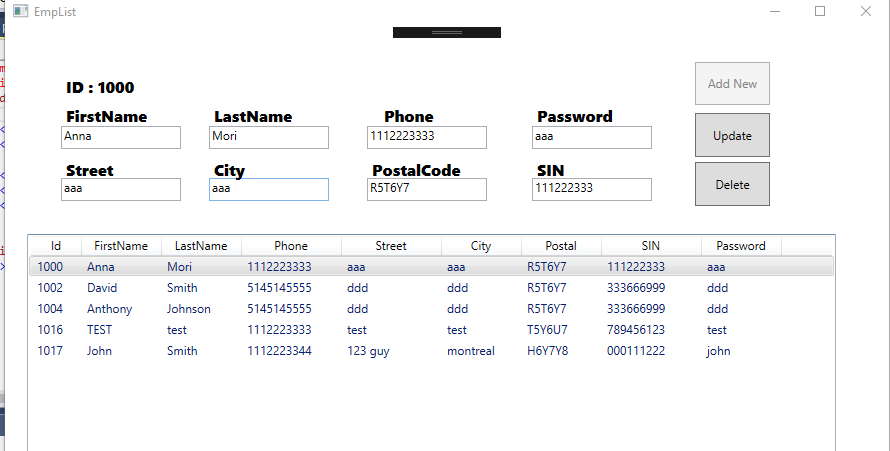 EmpList
ID : 1000
Add New
FirstName LastName Phone Password
Anna Mori 1112223333 aaa
Update
Street City PostalCode SIN
aaa aaa R5T6Y7 111222333
Delete
Id FirstName LastName Phone Street City Postal SIN Password
1000 Anna Mori 1112223333 aaa aaa R5T6Y7 111222333 aaa
1002 David Smith 5145145555 ddd ddd R5T6Y7 333666999 ddd
1004 Anthony Johnson 5145145555 ddd ddd R5T6Y7 333666999 ddd
1016 TEST test 1112223333 test test T5Y6U7 789456123 test
1017 John Smith 1112223344 123 guy montreal H6Y7Y8 000111222 john